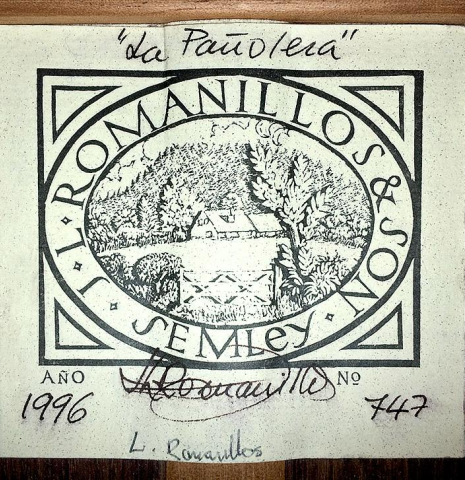 "La Pañolera"
J. L. ROMANILLOS & SON
SEMLEY
AÑO
Nº
1996
747
L. Romanillos